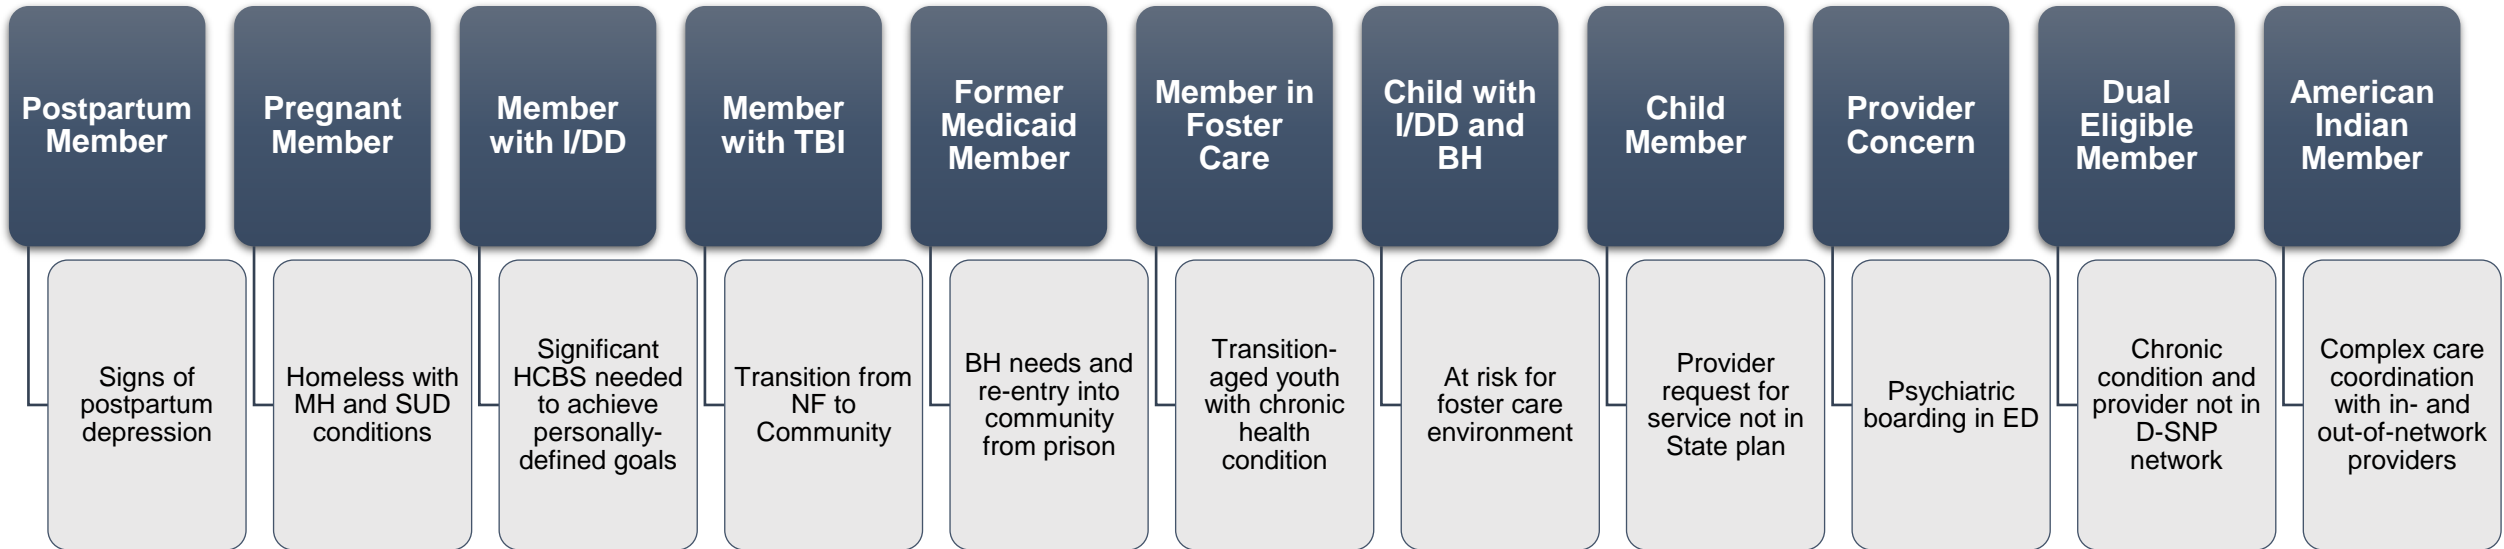 Postpartum
Member
Signs of
postpartum
depression
Pregnant
Member
Homeless with
MH and SUD
conditions
Member
with I/DD
Significant
HCBS needed
to achieve
personally-
defined goals
Member
with TBI
Transition from
NF to
Community
Former
Medicaid
Member
BH needs and
re-entry into
community
from prison
Member in
Foster
Care
Transition-
aged youth
with chronic
health
condition
Child with
I/DD and
BH
At risk for
foster care
environment
Child
Member
Provider
request for
service not in
State plan
Provider
Concern
Psychiatric
boarding in ED
Dual
Eligible
Member
Chronic
condition and
provider not in
D-SNP
network
American
Indian
Member
Complex care
coordination
with in- and
out-of-network
providers